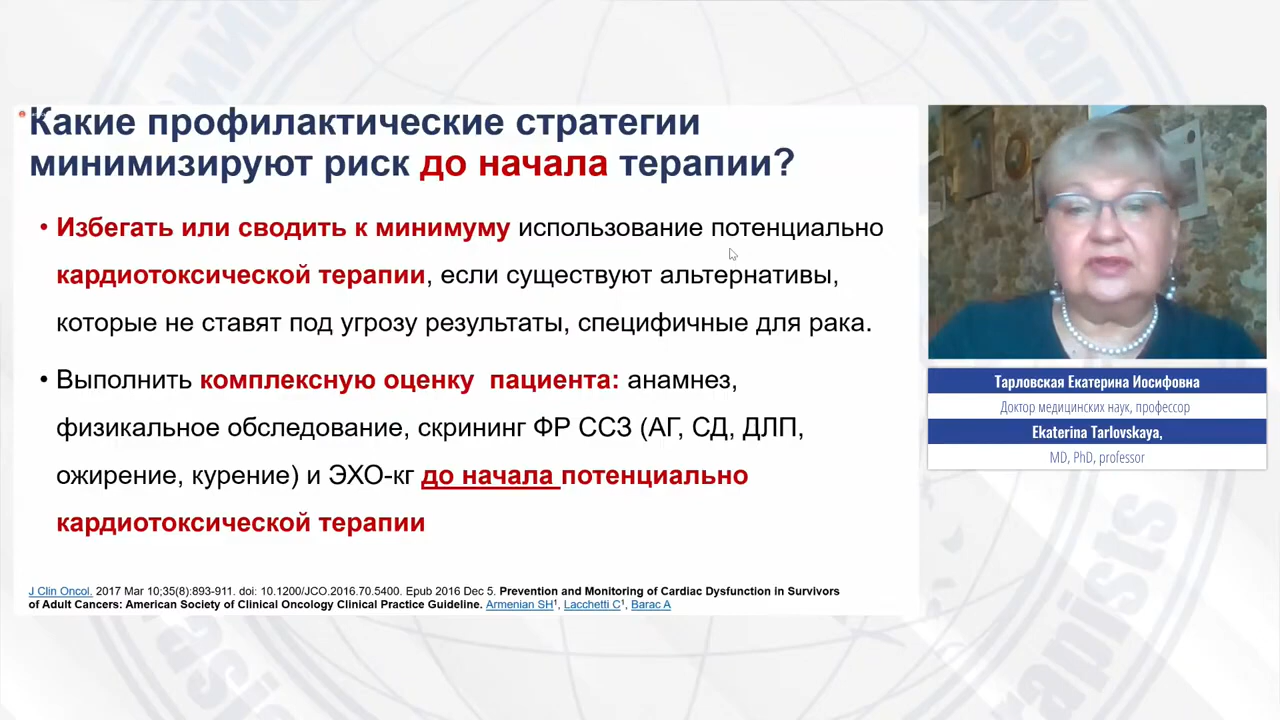 Какие профилактические стратегии
минимизируют риск до начала терапии?
• Избегать или сводить к минимуму использование потенциально
кардиотоксической терапии, если существуют альтернативы,
которые не ставят под угрозу результаты, специфичные для рака.
• Выполнить комплексную оценку пациента: анамнез,
физикальное обследование, скрининг ФР ССЗ (АГ, СД, ДЛП,
ожирение, курение) и ЭХО-кг до начала потенциально
кардиотоксической терапии
J Clin Oncol. 2017 Mar 10;35(8):893-911. doi: 10.1200/JCO.2016.70.5400. Epub 2016 Dec 5. Prevention and Monitoring of Cardiac Dysfunction in Survivors
of Adult Cancers: American Society of Clinical Oncology Clinical Practice Guideline. Armenian SH¹, Lacchetti C¹, Barac A
Тарловская Екатерина Иосифовна
Доктор медицинских наук, профессор
Ekaterina Tarlovskaya,
MD, PhD, professor